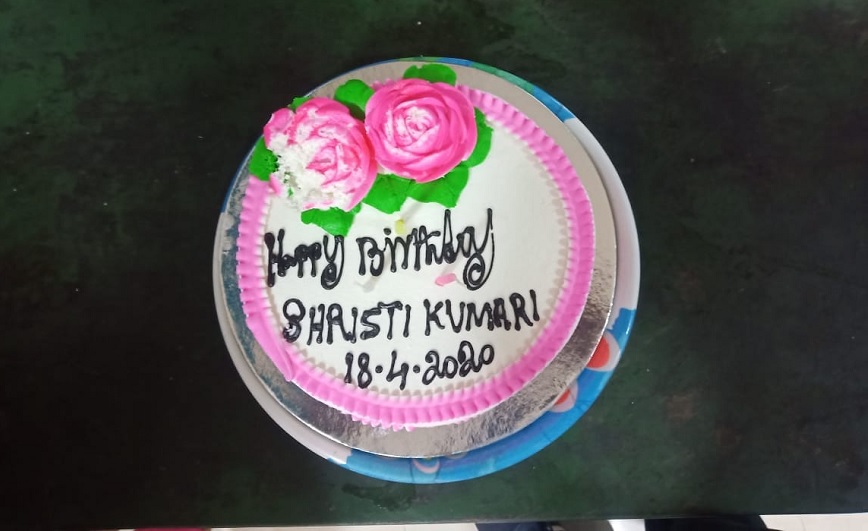 Happy Birthday
SHRISTI KUMARI
18.4.2020